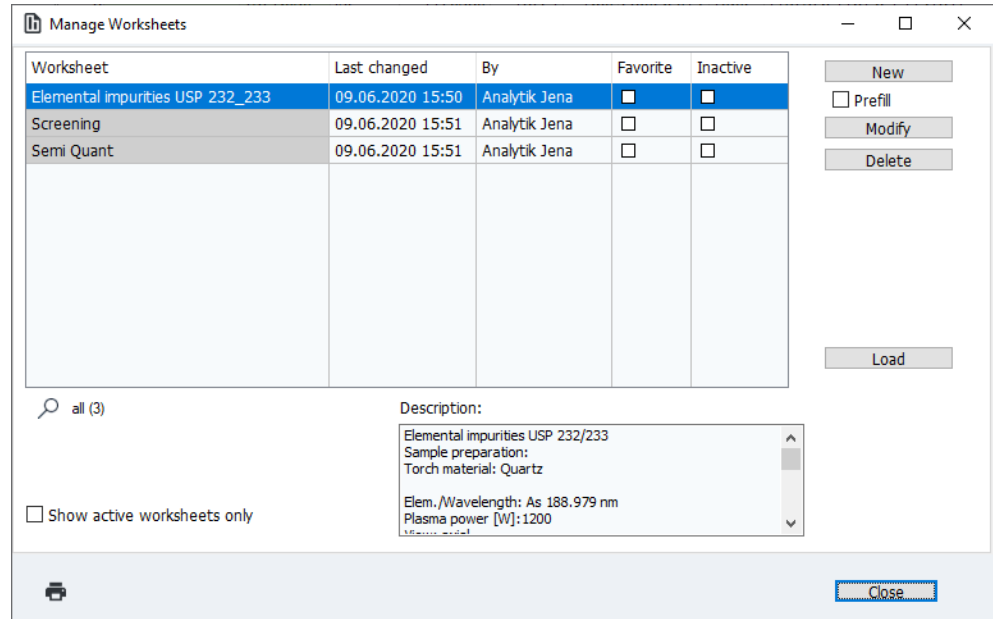 Manage Worksheets
Worksheet Last changed By Favorite Inactive
Elemental impurities USP 232_233 09.06.2020 15:50 Analytik Jena
Screening 09.06.2020 15:51 Analytik Jena
Semi Quant 09.06.2020 15:51 Analytik Jena
New
Prefill
Modify
Delete
Load
all (3)
Description:
Elemental impurities USP 232/233
Sample preparation:
Torch material: Quartz
Elem./Wavelength: As 188.979 nm
Plasma power [W]:1200
View: axial
Show active worksheets only
Close